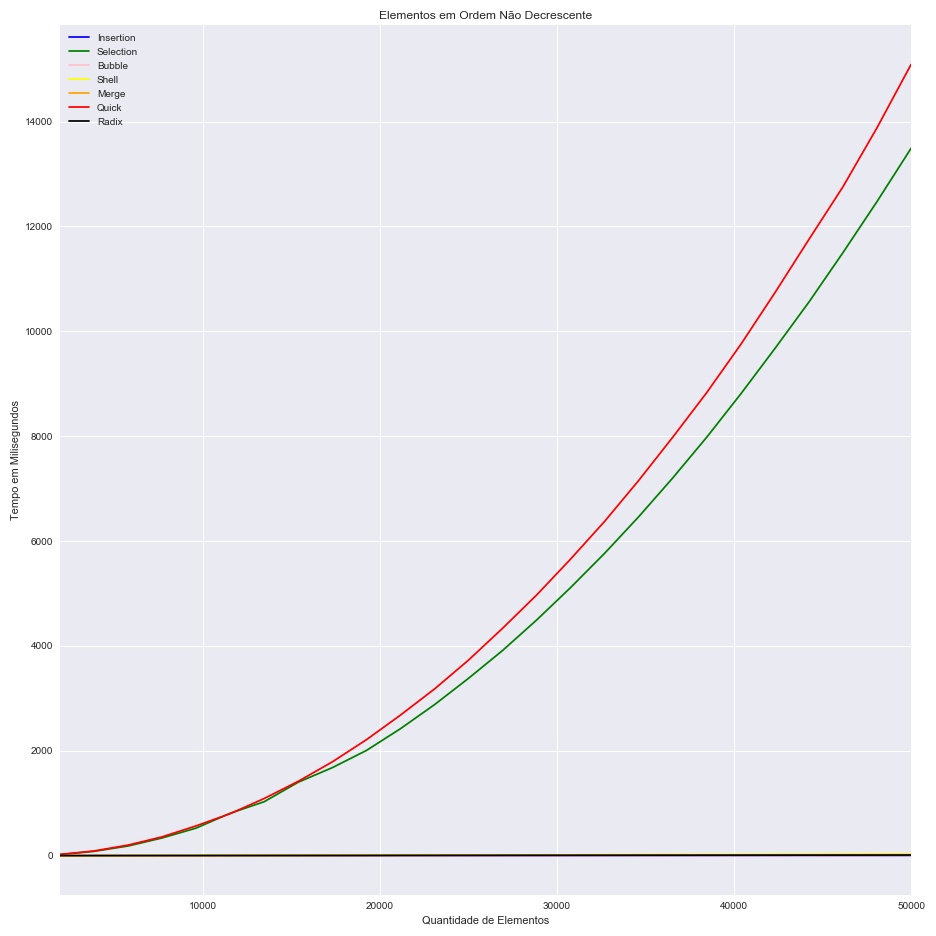 Elementos em Ordem Não Decrescente
Insertion
Selection
Bubble
Shell
Merge
Quick
Radix
14000
12000
10000
8000
6000
4000
2000
0
Tempo em Milisegundos
10000
20000
30000
40000
50000
Quantidade de Elementos